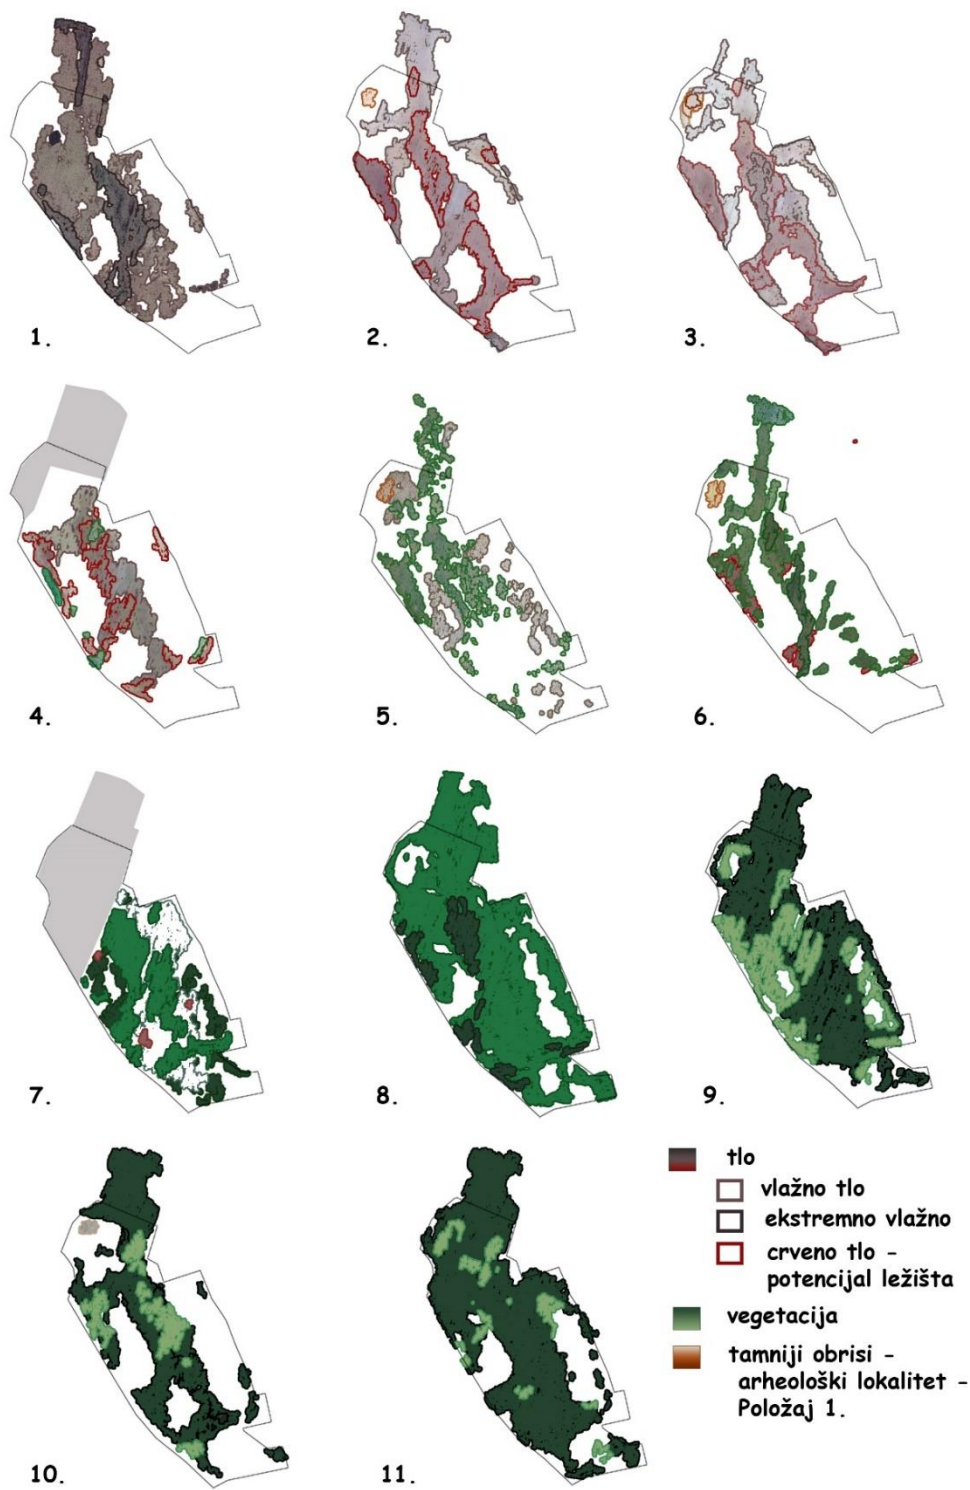 1.
2.
3.
4.
5.
6.
7.
8.
9.
10.
11.
tlo
vlažno tlo
ekstremno vlažno
crveno tlo -
potencijal ležišta
vegetacija
tamniji obrisi -
arheološki lokalitet -
Položaj 1.